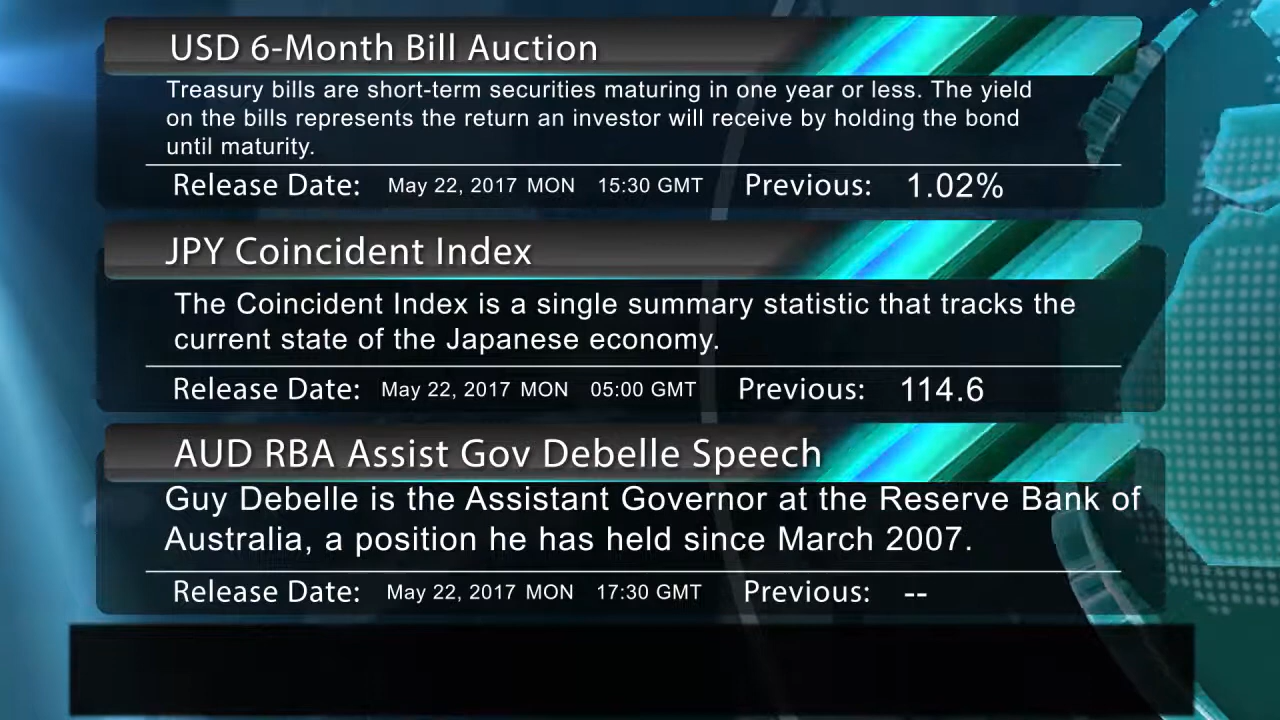 USD 6-Month Bill Auction
Treasury bills are short-term securities maturing in one year or less. The yield
on the bills represents the return an investor will receive by holding the bond
until maturity.
Release Date: May 22, 2017 MON 15:30 GMT Previous: 1.02%
JPY Coincident Index
The Coincident Index is a single summary statistic that tracks the
current state of the Japanese economy.
Release Date: May 22, 2017 MON 05:00 GMT Previous: 114.6
AUD RBA Assist Gov Debelle Speech
Guy Debelle is the Assistant Governor at the Reserve Bank of
Australia, a position he has held since March 2007.
Release Date: May 22, 2017 MON 17:30 GMT Previous: --